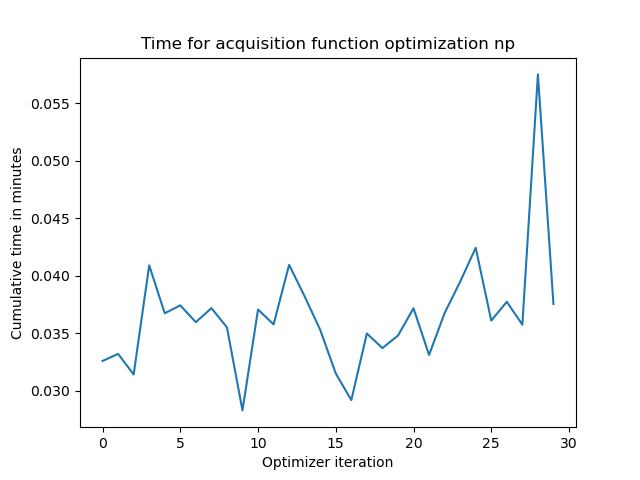 Time for acquisition function optimization np
Cumulative time in minutes
0.055
0.050
0.045
0.040
0.035
0.030
0 5 10 15 20 25 30
Optimizer iteration